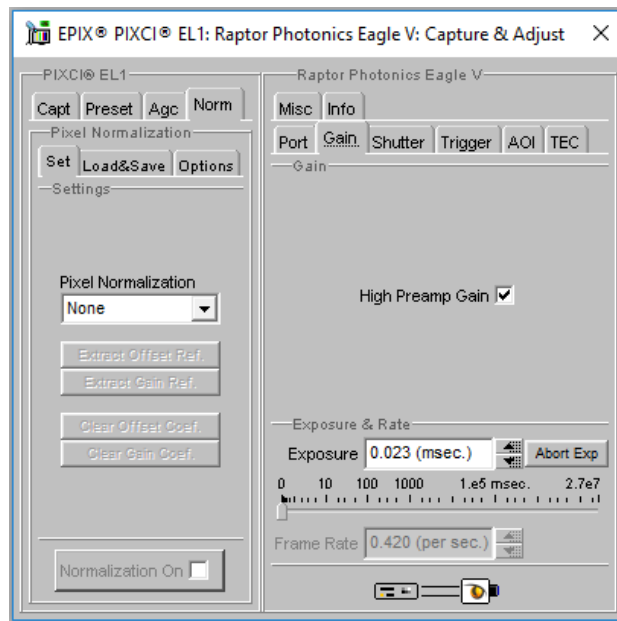 EPIX® PIXCI® EL1: Raptor Photonics Eagle V: Capture & Adjust
PIXCI® EL1
Capt Preset Agc Norm
Pixel Normalization
Set Load&Save Options
Settings
Pixel Normalization
None
Extract Offset Ref.
Extract Gain Ref.
Clear Offset Coef.
Clear Gain Coef.
Normalization On
Raptor Photonics Eagle V
Misc Info
Port Gain Shutter Trigger AOI TEC
Gain
High Preamp Gain
Exposure & Rate
Exposure 0.023 (msec.) Abort Exp
0 10 100 1000 1.e5 msec. 2.7e7
Frame Rate 0.420 (per sec.)